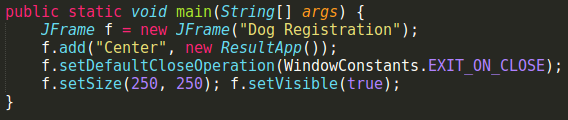 public static void main(String[] args) {
    JFrame f = new JFrame("Dog Registration");
    f.add("Center", new ResultApp());
    f.setDefaultCloseOperation(WindowConstants.EXIT_ON_CLOSE);
    f.setSize(250, 250); f.setVisible(true);
}